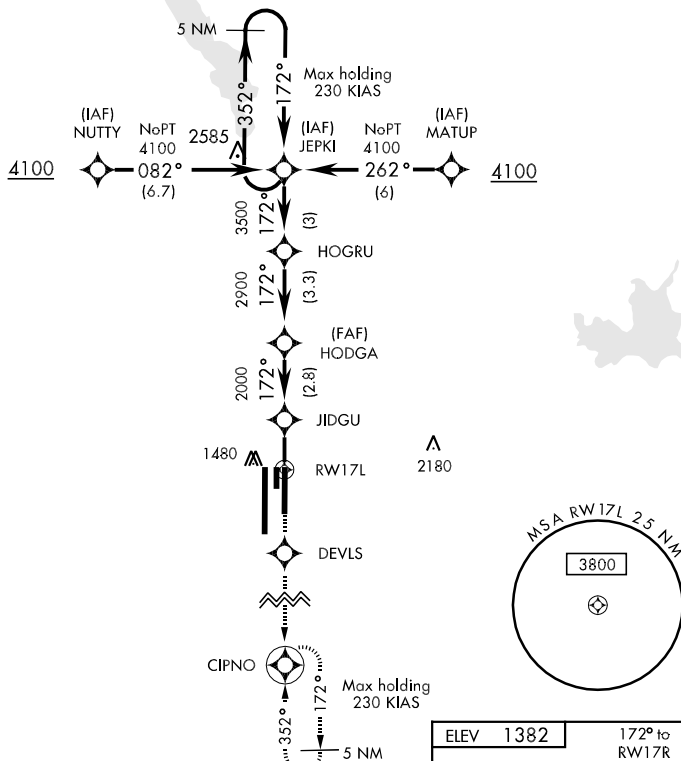 5 NM
352°
172°
Max holding
230 KIAS
(IAF)
NUTTY
NoPT
4100
082°
(6.7)
4100
2585
(IAF)
JEPKI
NoPT
4100
262°
(6)
(IAF)
MATUP
4100
3500
172°
(3)
HOGRU
2900
172°
(3.3)
(FAF)
HODGA
2000
172°
(2.8)
JIDGU
1480
RW17L
2180
DEVLS
MSA RW17L 25 NM
3800
CIPNO
352°
172°
Max holding
230 KIAS
5 NM
ELEV 1382
172° to
RW17R